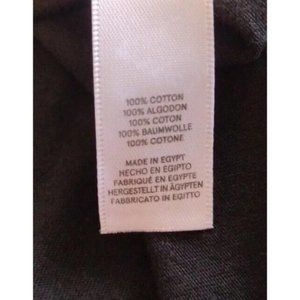 100% COTTON
100% ALGODON
100% COTON
100% BAUMWOLLE
100% COTONE
MADE IN EGYPT
HECHO EN EGIPTO
FABRIQUÉ EN EGYPTE
HERGESTELLT IN ÄGYPTEN
FABBRICATO IN EGITTO